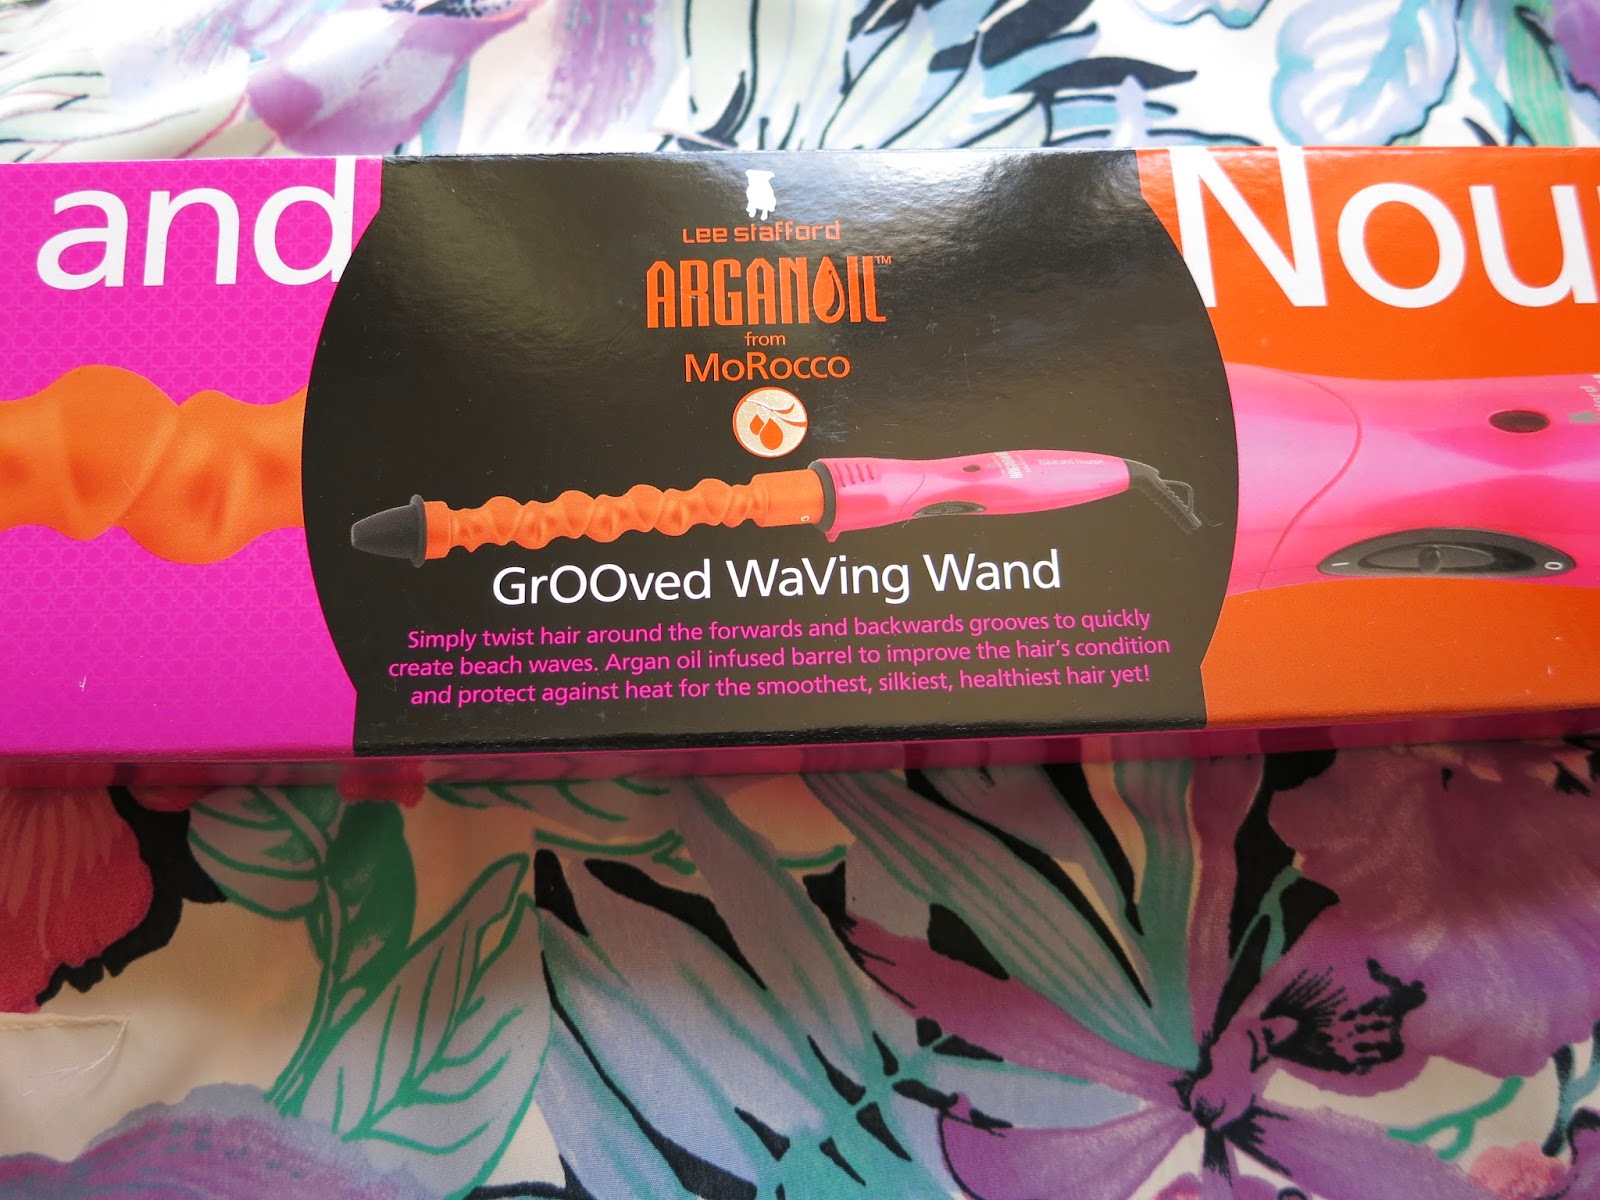 and
Nou
Lee Stafford
ARGANOIL™
from
MoRocco
GrOOved WaVing Wand
Simply twist hair around the forwards and backwards grooves to quickly
create beach waves. Argan oil infused barrel to improve the hair's condition
and protect against heat for the smoothest, silkiest, healthiest hair yet!